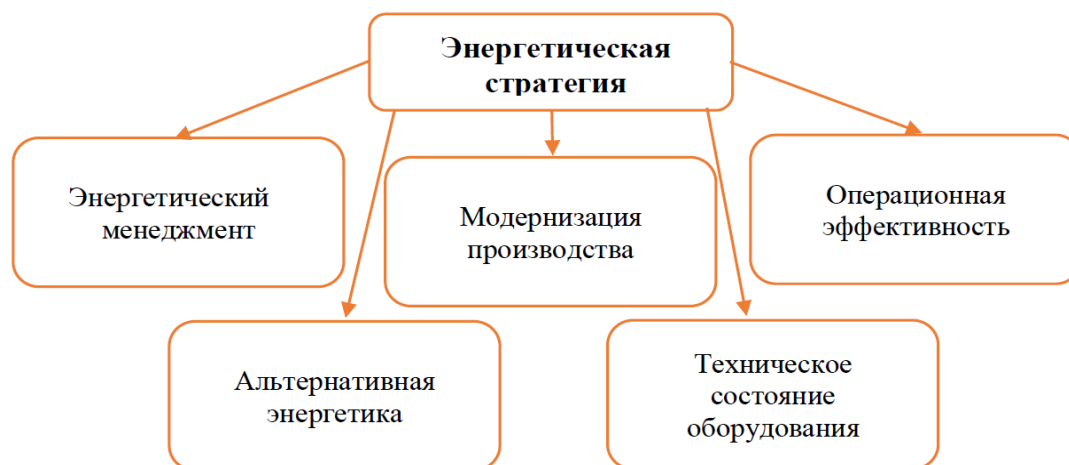 Энергетическая
стратегия
Энергетический
менеджмент
Модернизация
производства
Операционная
эффективность
Альтернативная
энергетика
Техническое
состояние
оборудования